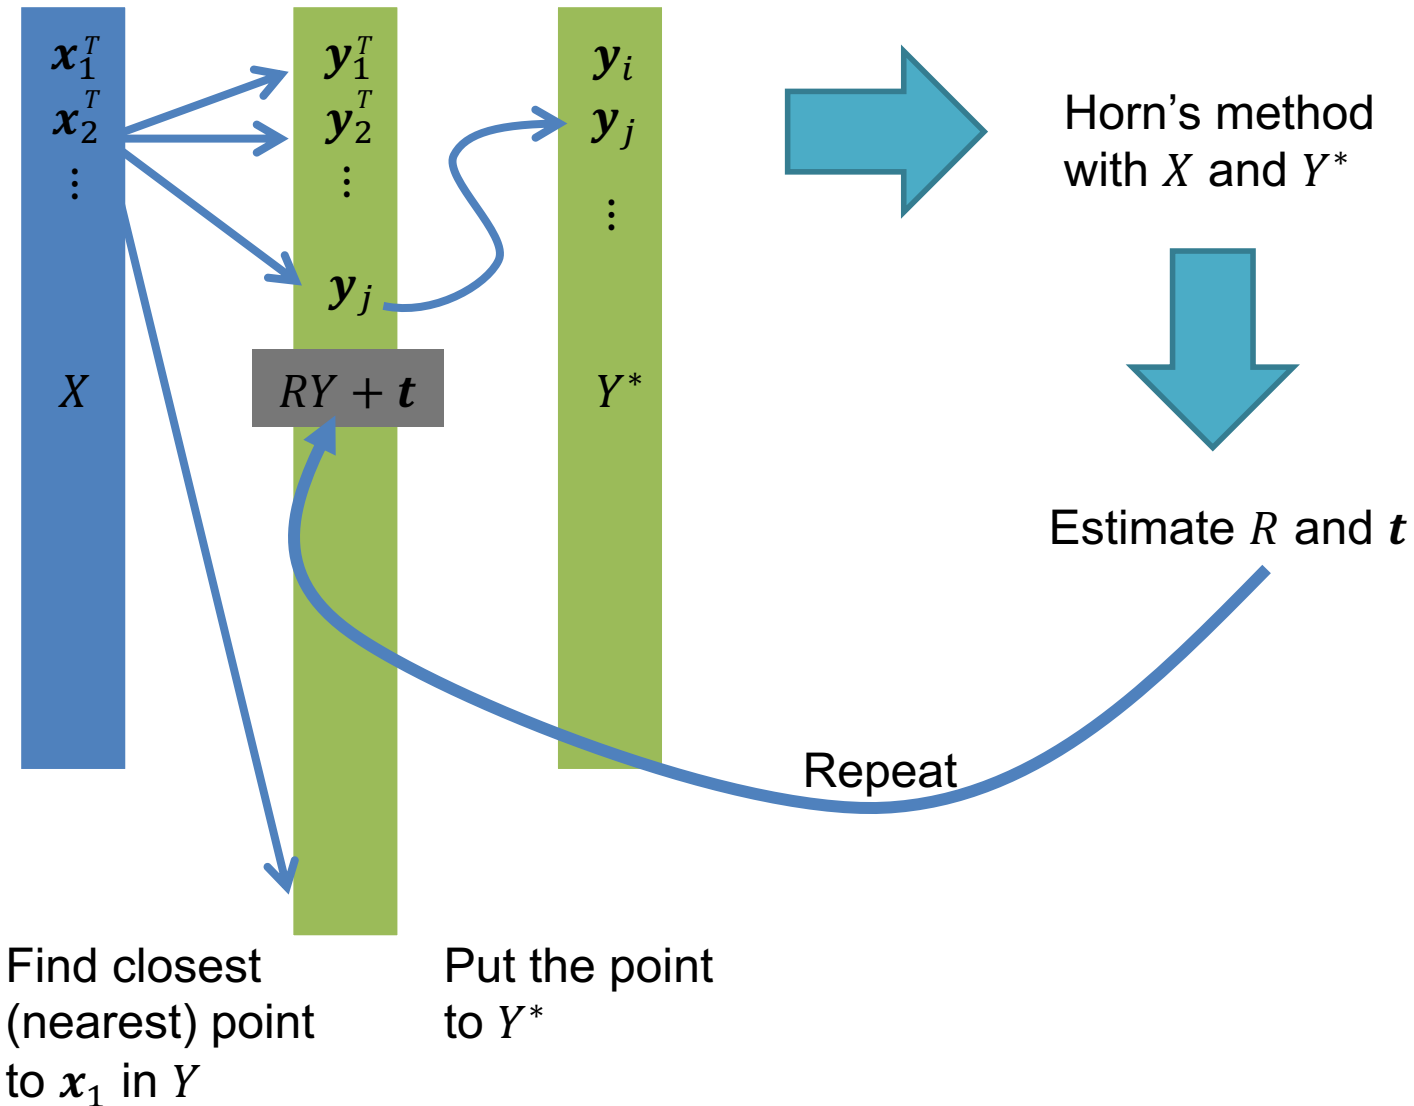 𝒙₁ᵀ
𝒙₂ᵀ
⋮
𝑋
𝒚₁ᵀ
𝒚₂ᵀ
⋮
𝒚ⱼ
𝑅𝑌 + 𝒕
𝒚ᵢ
𝒚ⱼ
⋮
𝑌*
Horn's method
with 𝑋 and 𝑌*
Estimate 𝑅 and 𝒕
Repeat
Find closest
(nearest) point
to 𝒙₁ in 𝑌
Put the point
to 𝑌*